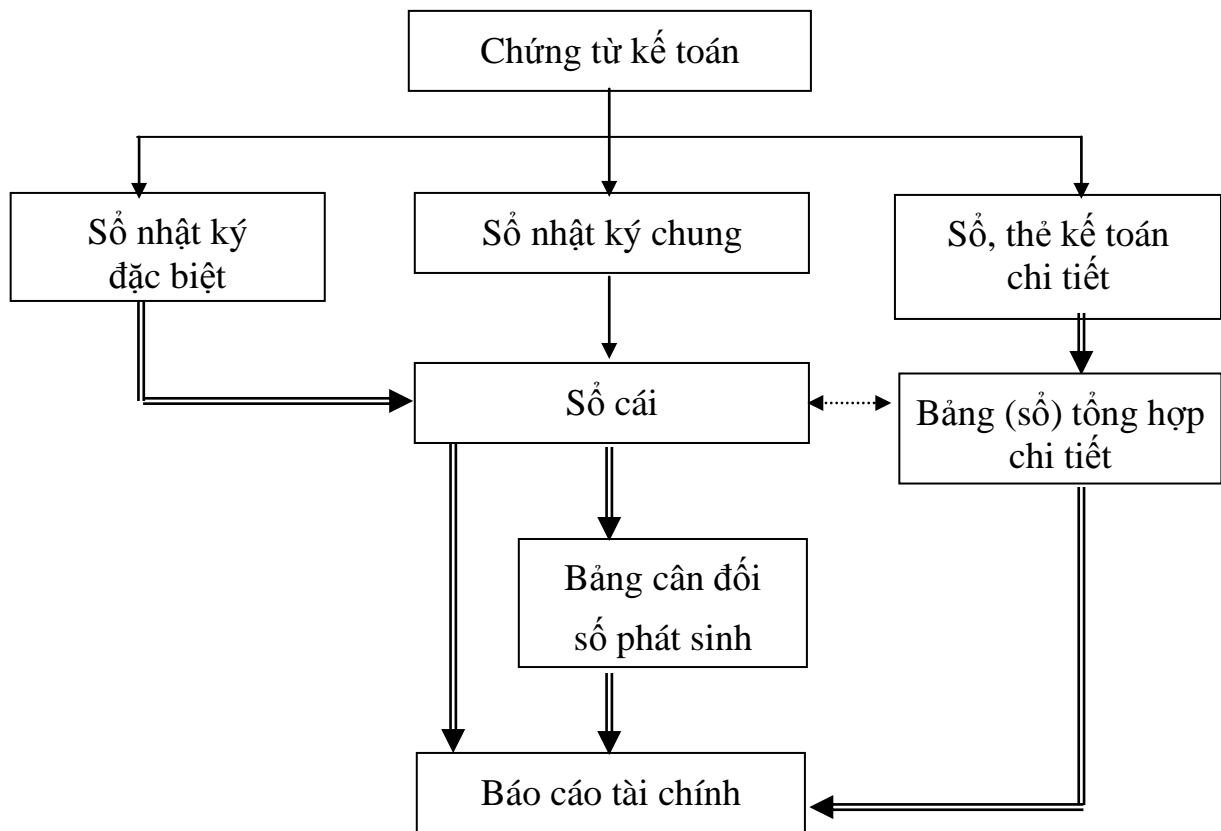 Chứng từ kế toán
Sổ nhật ký
đặc biệt
Sổ nhật ký chung
Sổ, thẻ kế toán
chi tiết
Sổ cái
Bảng (sổ) tổng hợp
chi tiết
Bảng cân đối
số phát sinh
Báo cáo tài chính